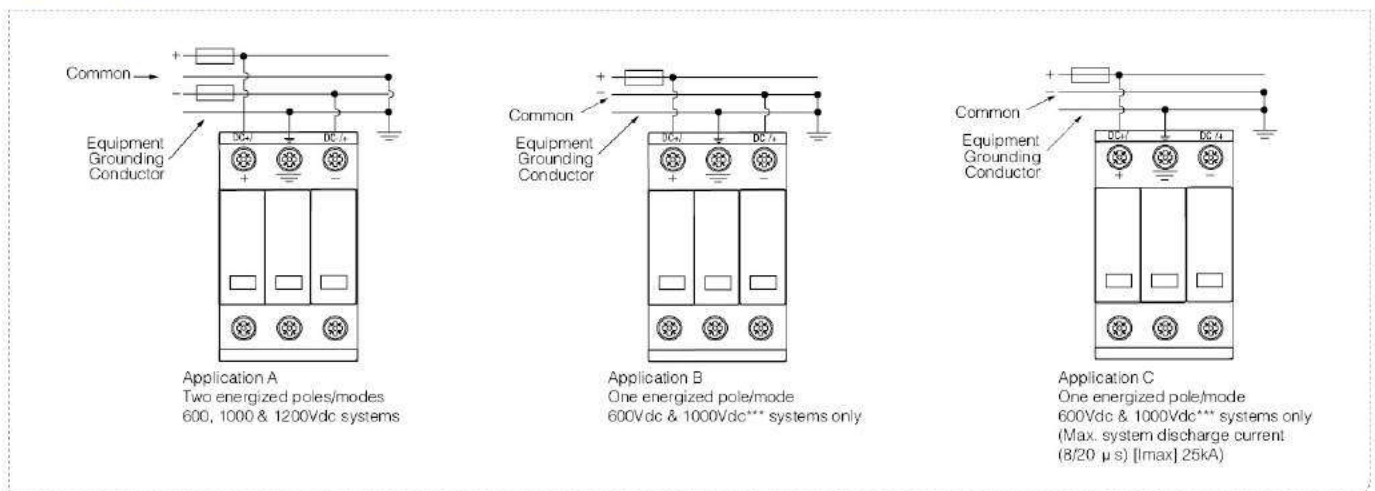 +
Common
−
Equipment
Grounding
Conductor
DC+/
DC-/+
+
−
Application A
Two energized poles/modes
600, 1000 & 1200Vdc systems
+
−
Common
Equipment
Grounding
Conductor
DC+/
DC-/+
+
−
Application B
One energized pole/mode
600Vdc & 1000Vdc*** systems only
+
−
Common
Equipment
Grounding
Conductor
DC+/
DC-/+
+
−
Application C
One energized pole/mode
600Vdc & 1000Vdc*** systems only
(Max. system discharge current
(8/20 µs) [Imax] 25kA)